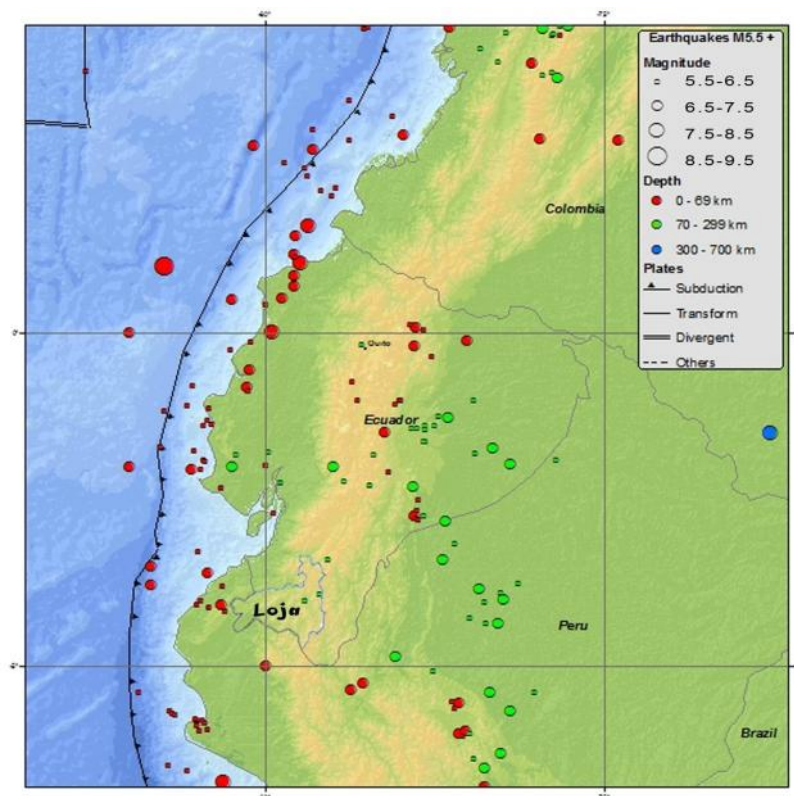 Earthquakes M5.5 +
Magnitude
5.5-6.5
6.5-7.5
7.5-8.5
8.5-9.5
Depth
0 - 69 km
70 - 299 km
300 - 700 km
Plates
Subduction
Transform
Divergent
Others
Colombia
Quito
Ecuador
Loja
Peru
Brazil